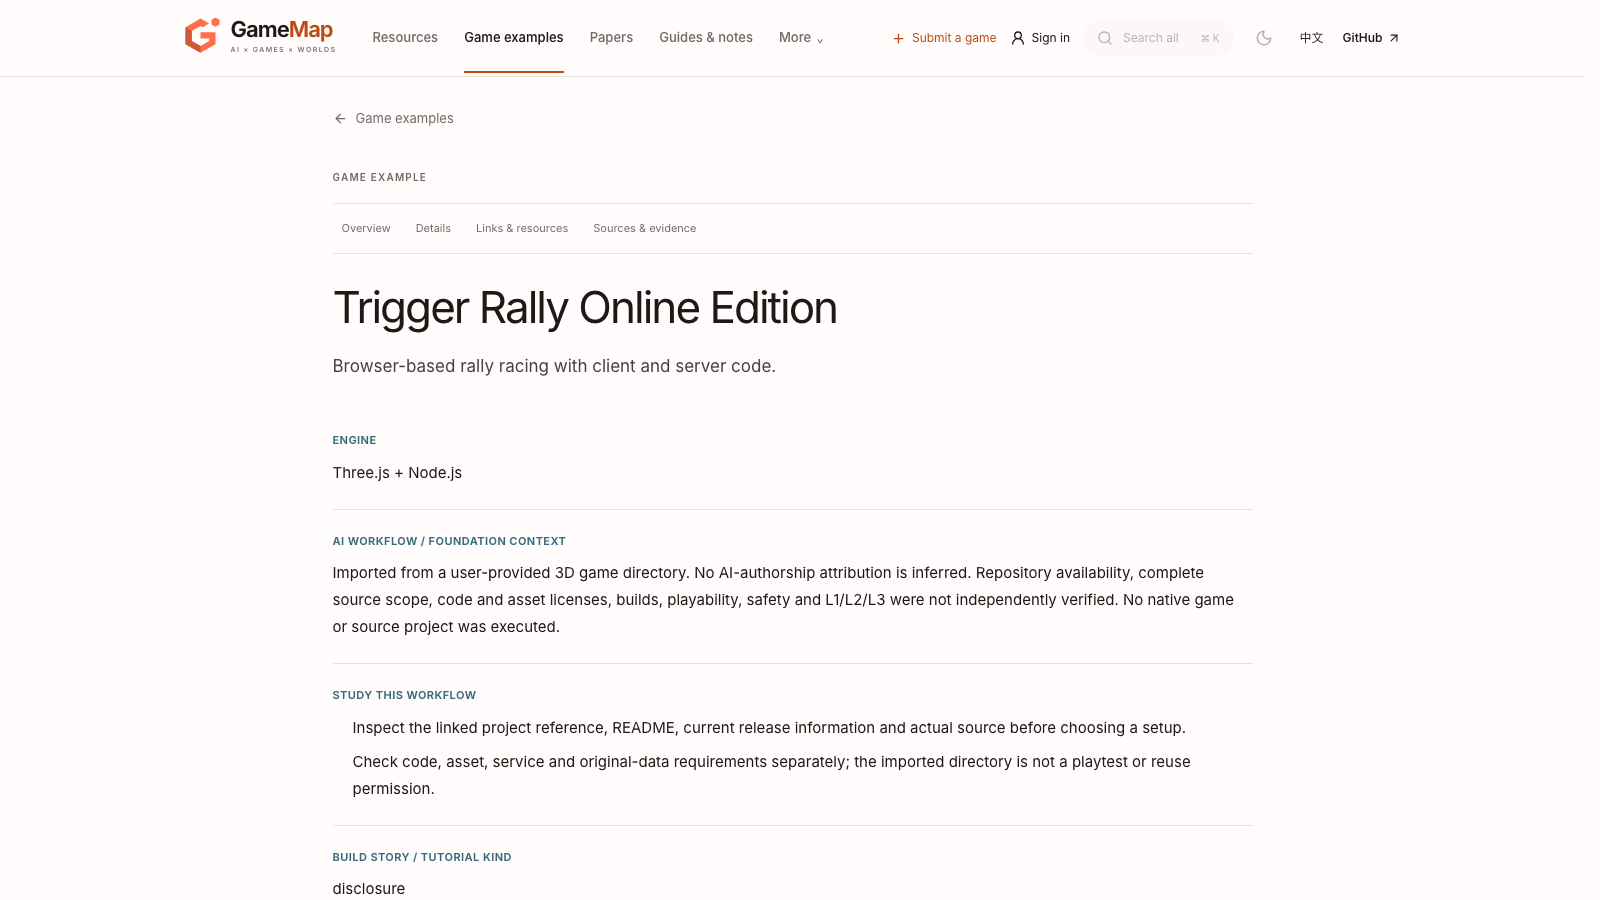 GameMap
AI × GAMES × WORLDS
Resources
Game examples
Papers
Guides & notes
More
Submit a game
Sign in
Search all
⌘ K
中文
GitHub
Game examples
GAME EXAMPLE
Overview
Details
Links & resources
Sources & evidence
Trigger Rally Online Edition
Browser-based rally racing with client and server code.
ENGINE
Three.js + Node.js
AI WORKFLOW / FOUNDATION CONTEXT
Imported from a user-provided 3D game directory. No AI-authorship attribution is inferred. Repository availability, complete
source scope, code and asset licenses, builds, playability, safety and L1/L2/L3 were not independently verified. No native game
or source project was executed.
STUDY THIS WORKFLOW
Inspect the linked project reference, README, current release information and actual source before choosing a setup.
Check code, asset, service and original-data requirements separately; the imported directory is not a playtest or reuse
permission.
BUILD STORY / TUTORIAL KIND
disclosure